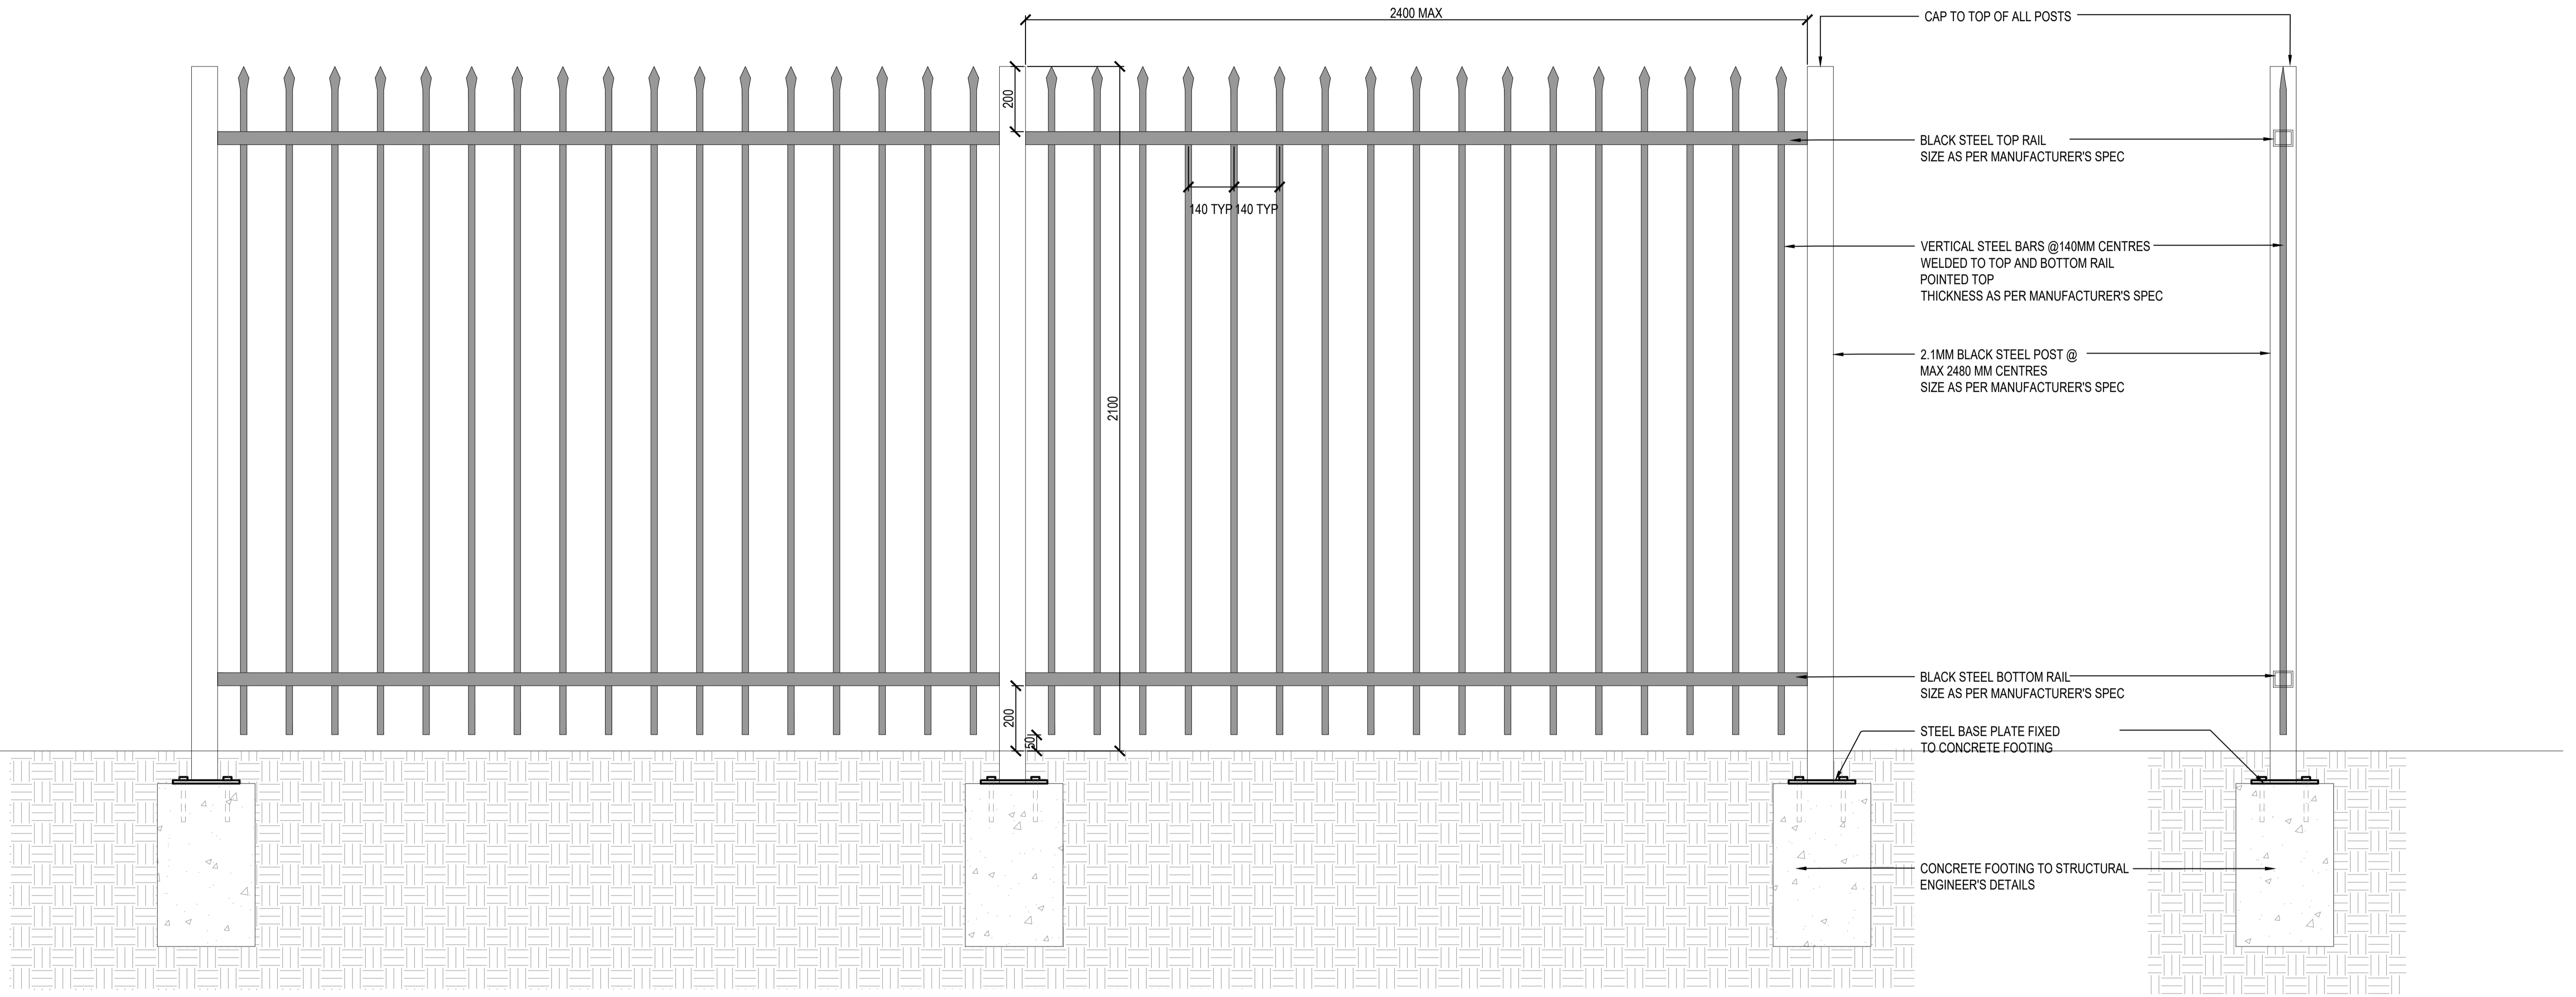 2400 MAX
CAP TO TOP OF ALL POSTS
200
BLACK STEEL TOP RAIL
SIZE AS PER MANUFACTURER'S SPEC
140 TYP
140 TYP
VERTICAL STEEL BARS @140MM CENTRES
WELDED TO TOP AND BOTTOM RAIL
POINTED TOP
THICKNESS AS PER MANUFACTURER'S SPEC
2.1MM BLACK STEEL POST @
MAX 2480 MM CENTRES
SIZE AS PER MANUFACTURER'S SPEC
2100
BLACK STEEL BOTTOM RAIL
SIZE AS PER MANUFACTURER'S SPEC
200
50
STEEL BASE PLATE FIXED
TO CONCRETE FOOTING
CONCRETE FOOTING TO STRUCTURAL
ENGINEER'S DETAILS